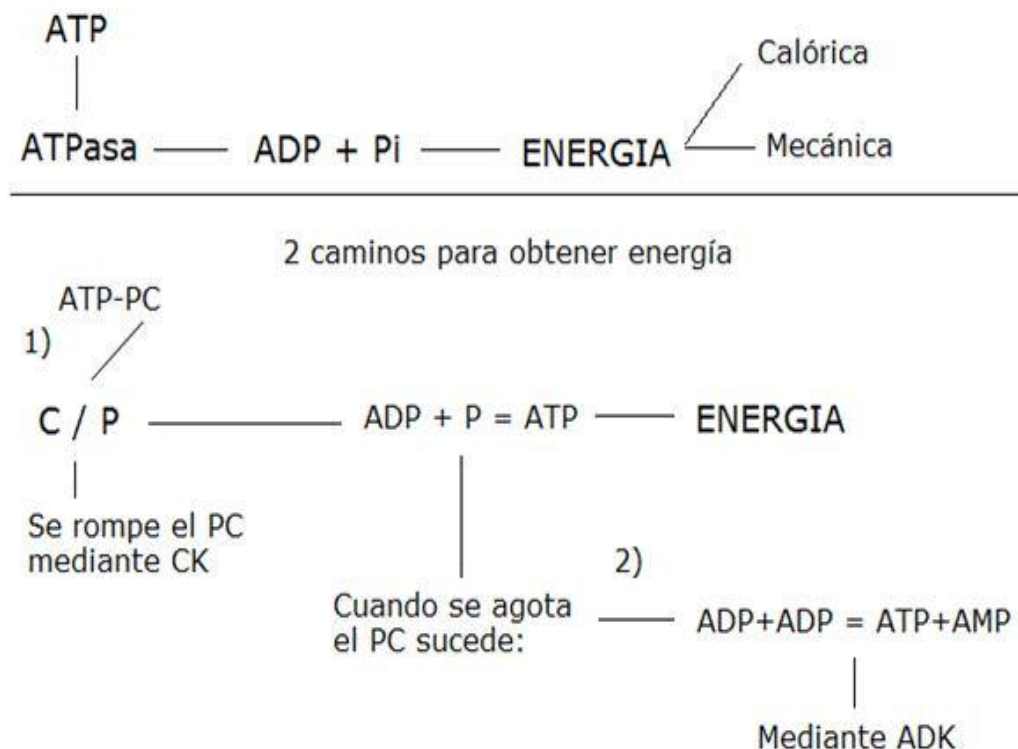 ATP
Calórica
ATPasa ADP + Pi ENERGIA Mecánica
2 caminos para obtener energía
ATP-PC
1)
C / P ADP + P = ATP ENERGIA
Se rompe el PC
mediante CK
2)
Cuando se agota
el PC sucede:
ADP+ADP = ATP+AMP
Mediante ADK